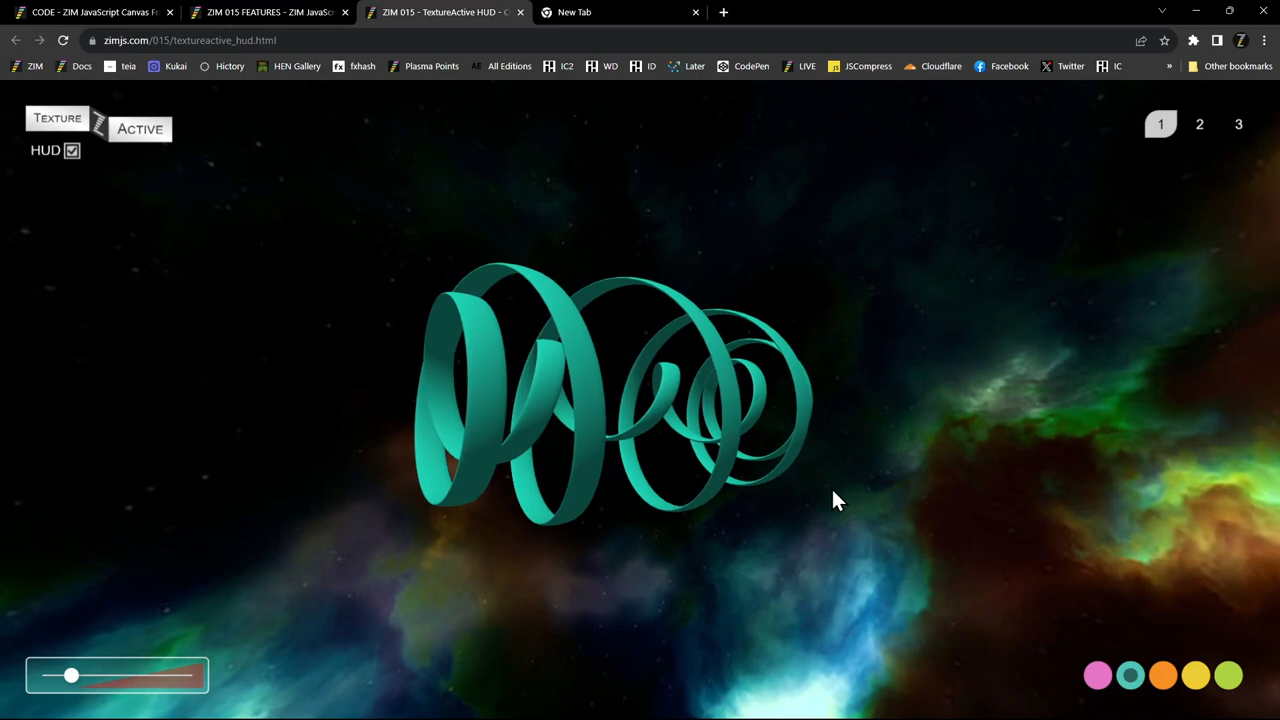 CODE - ZIM JavaScript Canvas Fr
ZIM 015 FEATURES - ZIM JavaSc
ZIM 015 - TextureActive HUD - C
New Tab
zimjs.com/015/textureactive_hud.html
ZIM
Docs
teia
Kukai
Hictory
HEN Gallery
fxhash
Plasma Points
All Editions
IC2
WD
ID
Later
CodePen
LIVE
JSCompress
Cloudflare
Facebook
Twitter
IC
»
Other bookmarks
TEXTURE
Z
ACTIVE
HUD
1 2 3